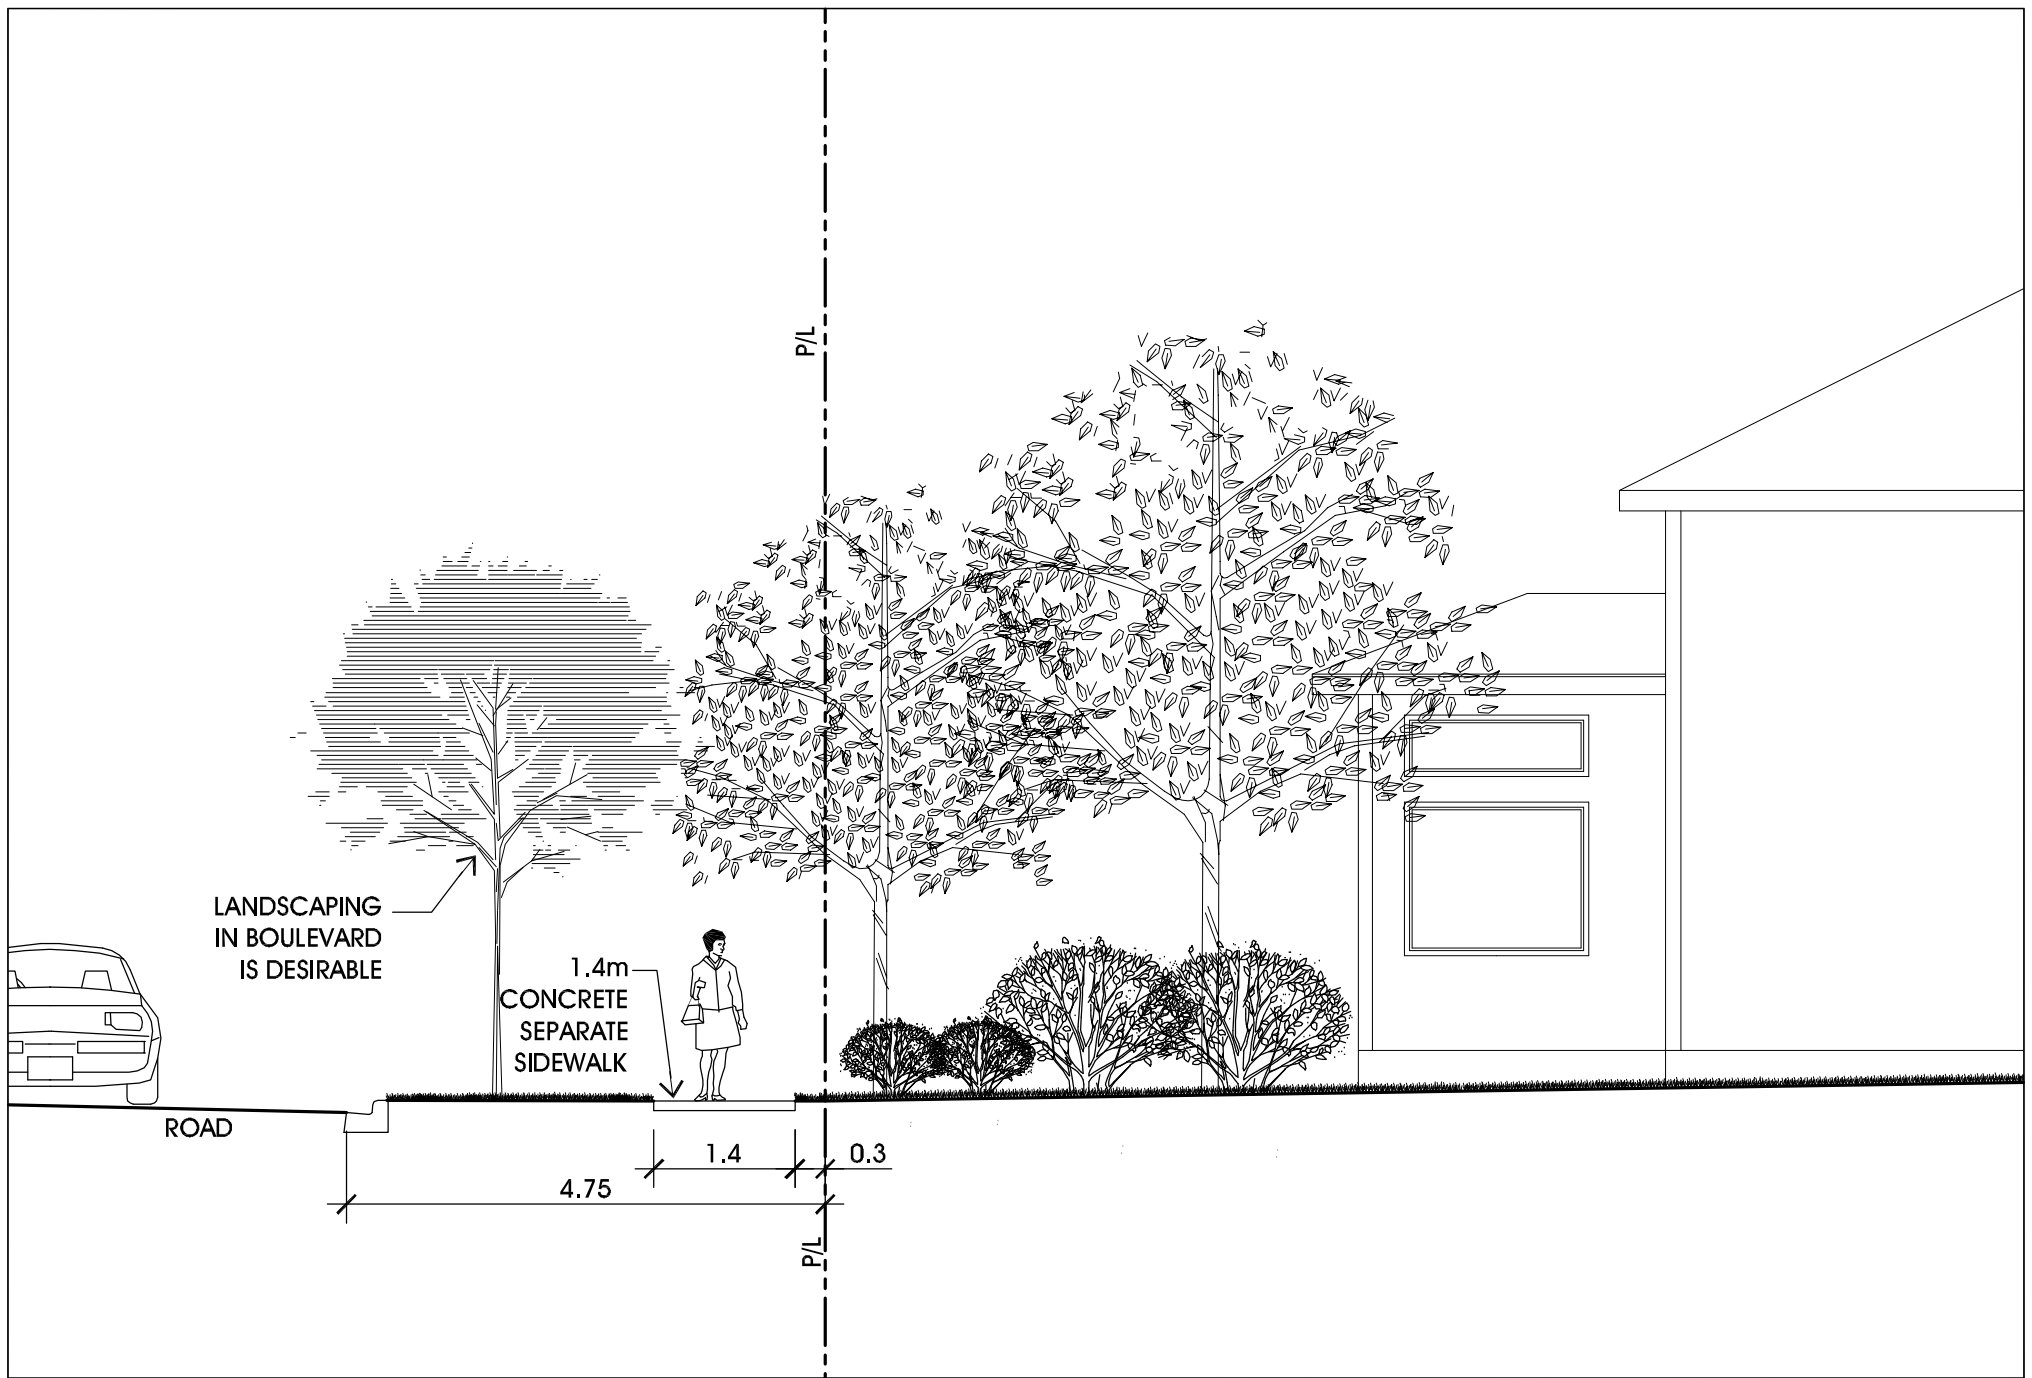 P/L
LANDSCAPING
IN BOULEVARD
IS DESIRABLE
1.4m
CONCRETE
SEPARATE
SIDEWALK
ROAD
1.4
0.3
4.75
P/L